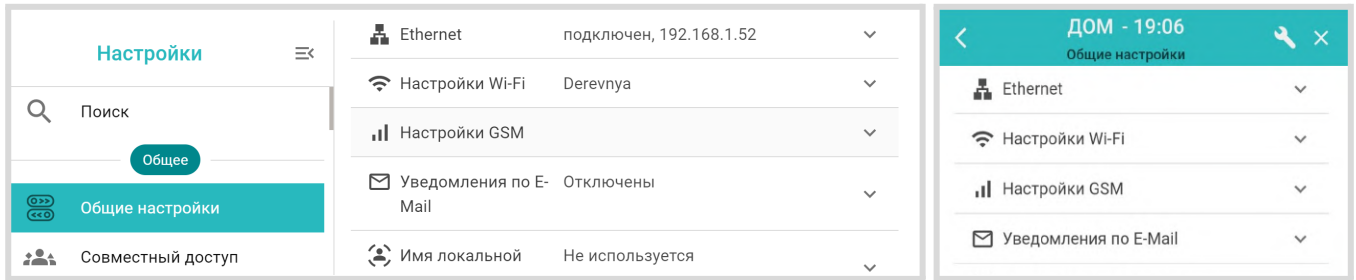 Настройки
Поиск
Общее
Общие настройки
Совместный доступ
Ethernet подключен, 192.168.1.52
Настройки Wi-Fi Derevnya
Настройки GSM
Уведомления по E- Отключены
Mail
Имя локальной Не используется
ДОМ - 19:06
Общие настройки
Ethernet
Настройки Wi-Fi
Настройки GSM
Уведомления по E-Mail